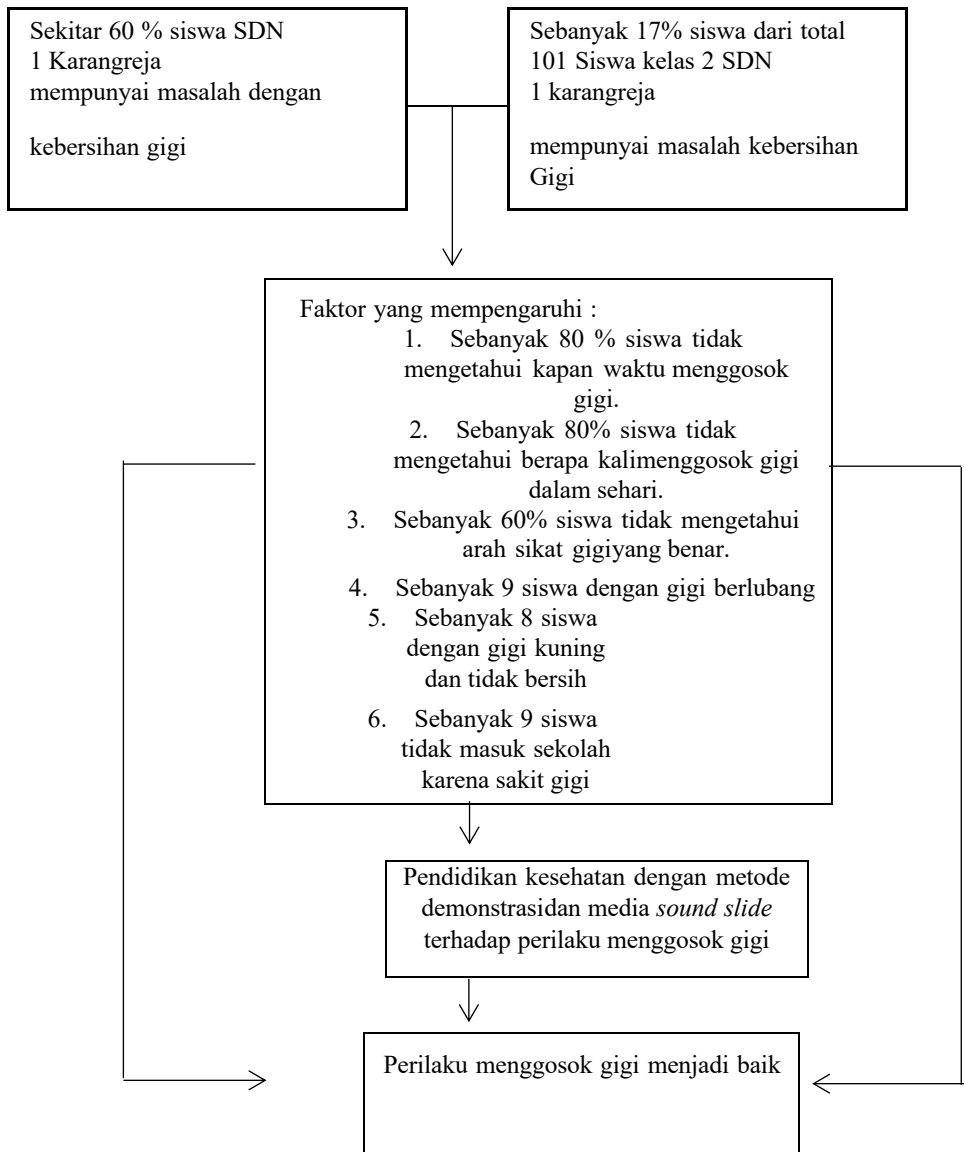 Sekitar 60 % siswa SDN
1 Karangreja
mempunyai masalah dengan
kebersihan gigi
Sebanyak 17% siswa dari total
101 Siswa kelas 2 SDN
1 karangreja
mempunyai masalah kebersihan
Gigi
Faktor yang mempengaruhi :
1. Sebanyak 80 % siswa tidak
mengetahui kapan waktu menggosok
gigi.
2. Sebanyak 80% siswa tidak
mengetahui berapa kalimenggosok gigi
dalam sehari.
3. Sebanyak 60% siswa tidak mengetahui
arah sikat gigiyang benar.
4. Sebanyak 9 siswa dengan gigi berlubang
5. Sebanyak 8 siswa
dengan gigi kuning
dan tidak bersih
6. Sebanyak 9 siswa
tidak masuk sekolah
karena sakit gigi
Pendidikan kesehatan dengan metode
demonstrasidan media sound slide
terhadap perilaku menggosok gigi
Perilaku menggosok gigi menjadi baik